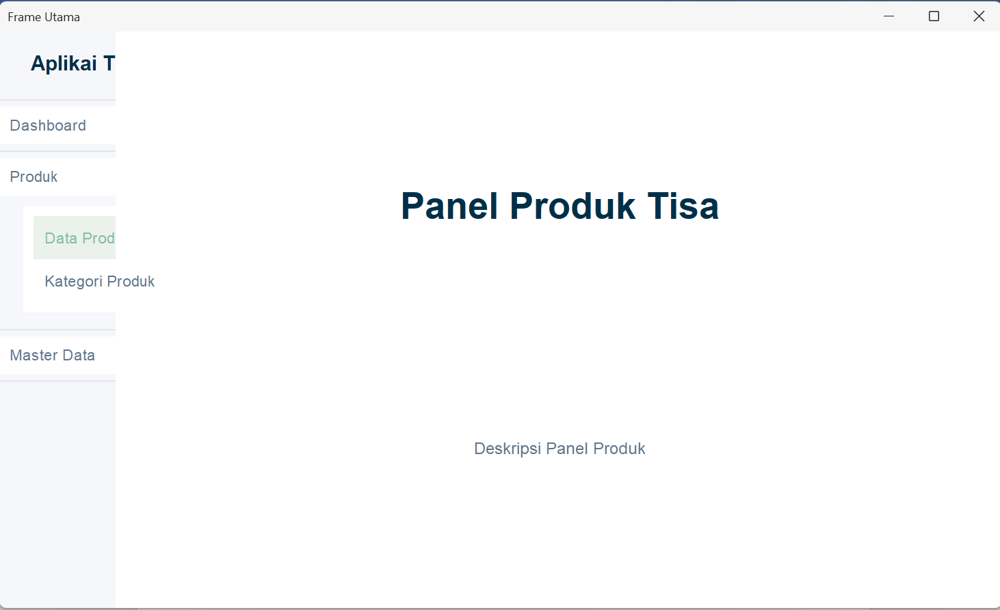 Frame Utama
Aplikai T
Dashboard
Produk
Data Prod
Kategori Produk
Master Data
Panel Produk Tisa
Deskripsi Panel Produk